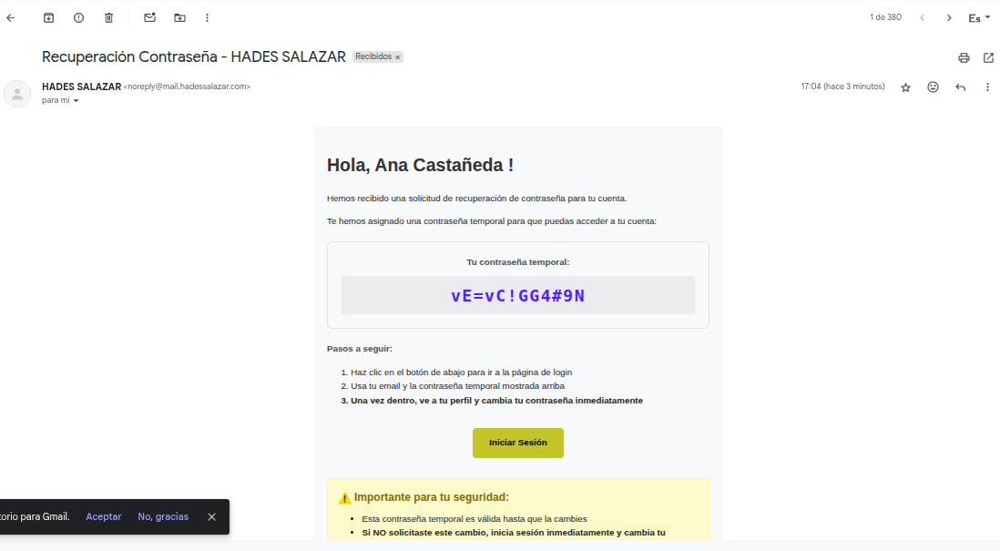 1 de 380
Es
Recuperación Contraseña - HADES SALAZAR Recibidos ×
HADES SALAZAR <noreply@mail.hadessalazar.com>
17:04 (hace 3 minutos)
para mi
Hola, Ana Castañeda !
Hemos recibido una solicitud de recuperación de contraseña para tu cuenta.
Te hemos asignado una contraseña temporal para que puedas acceder a tu cuenta:
Tu contraseña temporal:
vE=vC!GG4#9N
Pasos a seguir:
1. Haz clic en el botón de abajo para ir a la página de login
2. Usa tu email y la contraseña temporal mostrada arriba
3. Una vez dentro, ve a tu perfil y cambia tu contraseña inmediatamente
Iniciar Sesión
⚠️ Importante para tu seguridad:
• Esta contraseña temporal es válida hasta que la cambies
• Si NO solicitaste este cambio, inicia sesión inmediatamente y cambia tu
para Gmail. Aceptar No, gracias